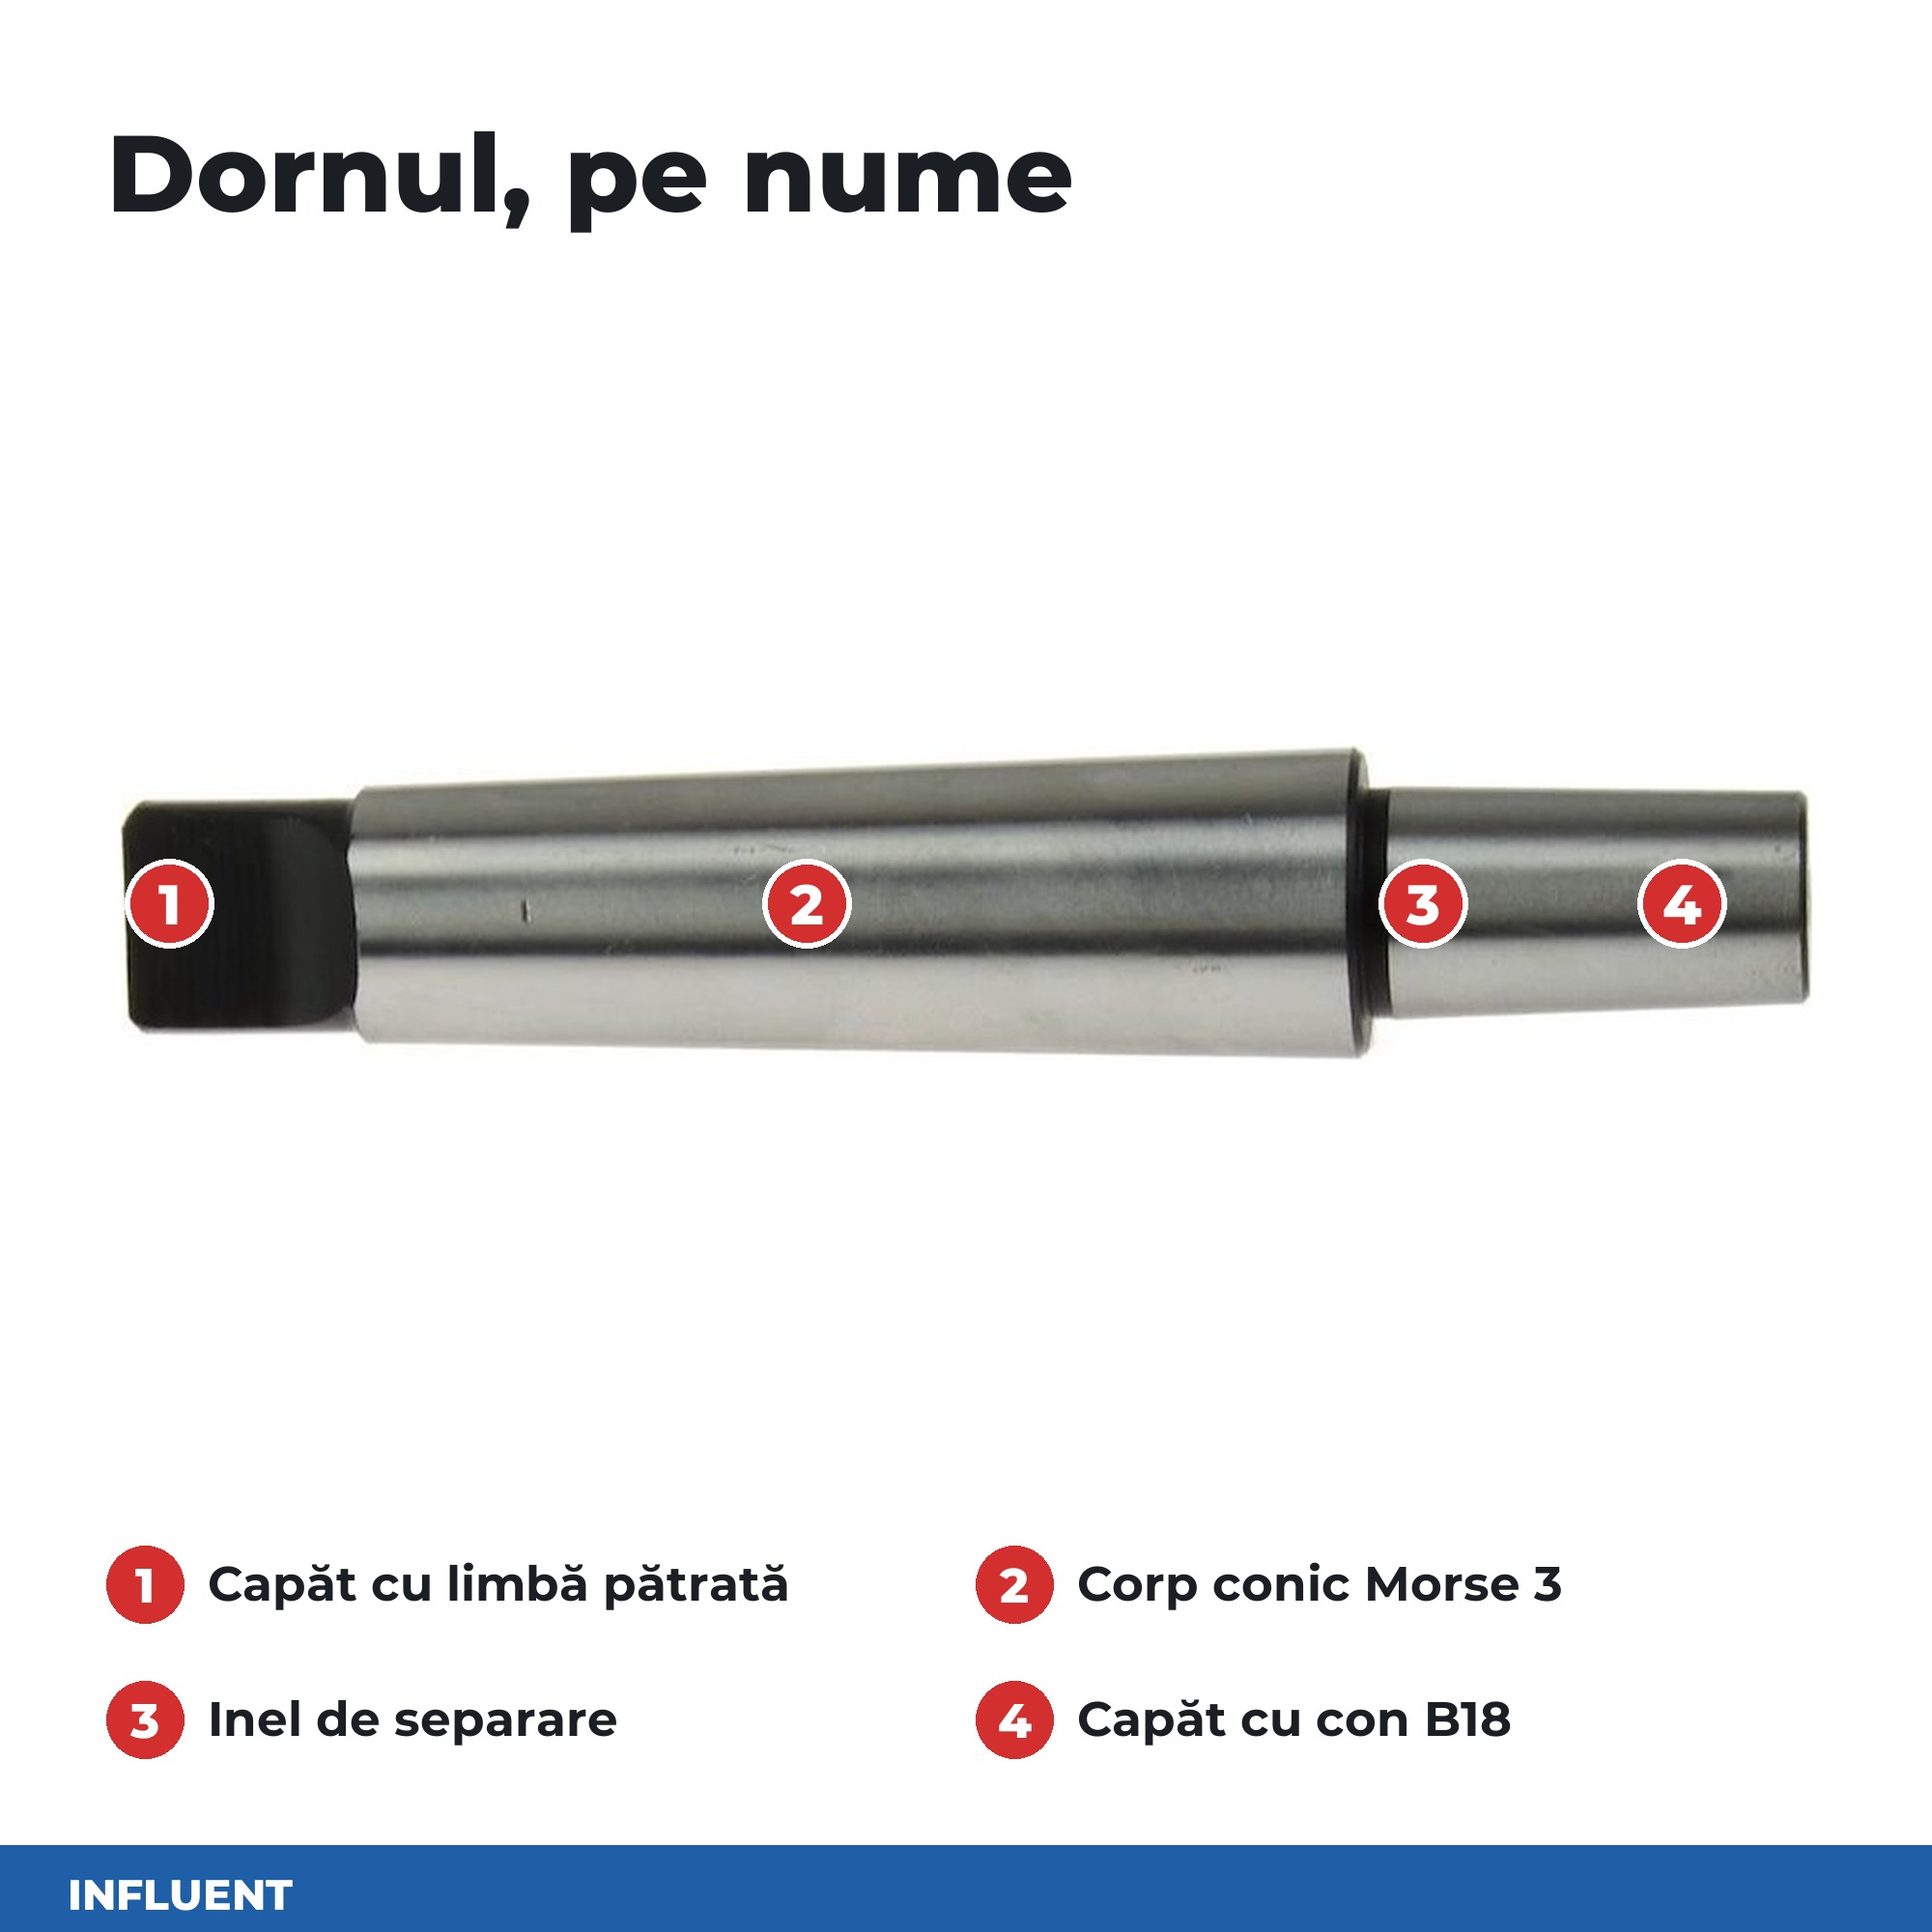 Dornul, pe nume
1 2 3 4
1 Capăt cu limbă pătrată
2 Corp conic Morse 3
3 Inel de separare
4 Capăt cu con B18
INFLUENT